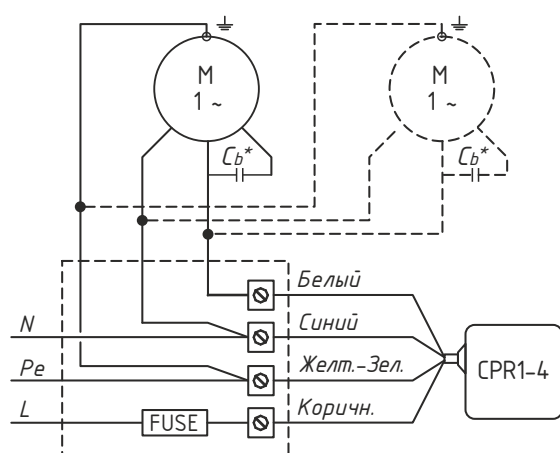 M
1 ~
Cb*
M
1 ~
Cb*
Белый
N
Синий
Pe
Желт.-Зел.
L
FUSE
Коричн.
CPR1-4